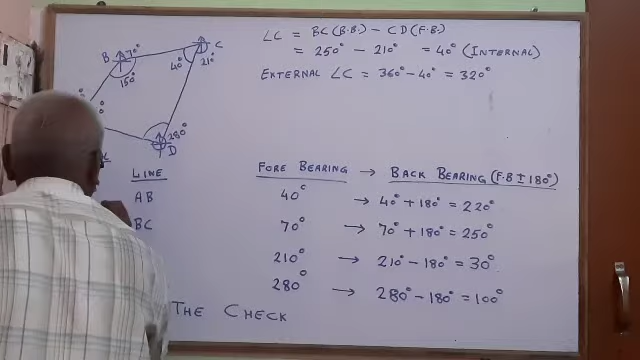 ∠C = BC(B.B.) − CD(F.B.)
= 250° − 210° = 40° (INTERNAL)
EXTERNAL ∠C = 360° − 40° = 320°
B 70° C
150° 40° 21°
280°
D
LINE FORE BEARING → BACK BEARING (F.B ± 180°)
AB 40° → 40° + 180° = 220°
BC 70° → 70° + 180° = 250°
210° → 210° − 180° = 30°
280° → 280° − 180° = 100°
THE CHECK